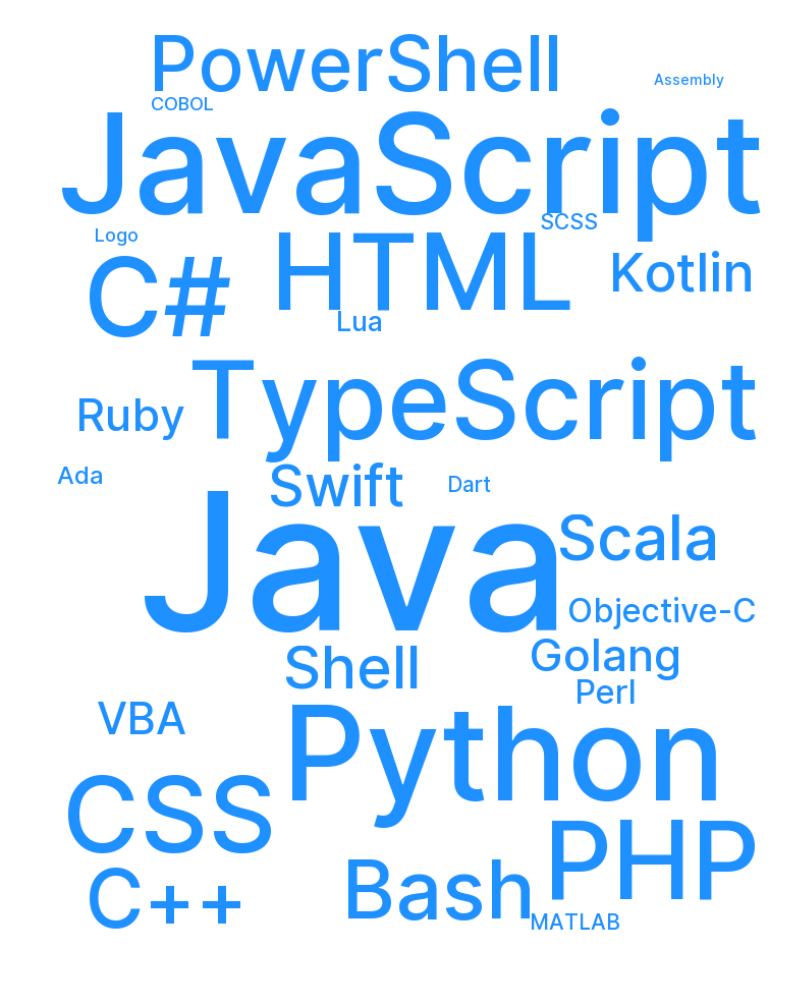 PowerShell
Assembly
COBOL
JavaScript
SCSS
Logo
HTML
Kotlin
C#
Lua
TypeScript
Ruby
Ada
Swift
Dart
Java
Scala
Objective-C
Shell
Golang
Perl
VBA
Python
CSS
PHP
C++
Bash
MATLAB